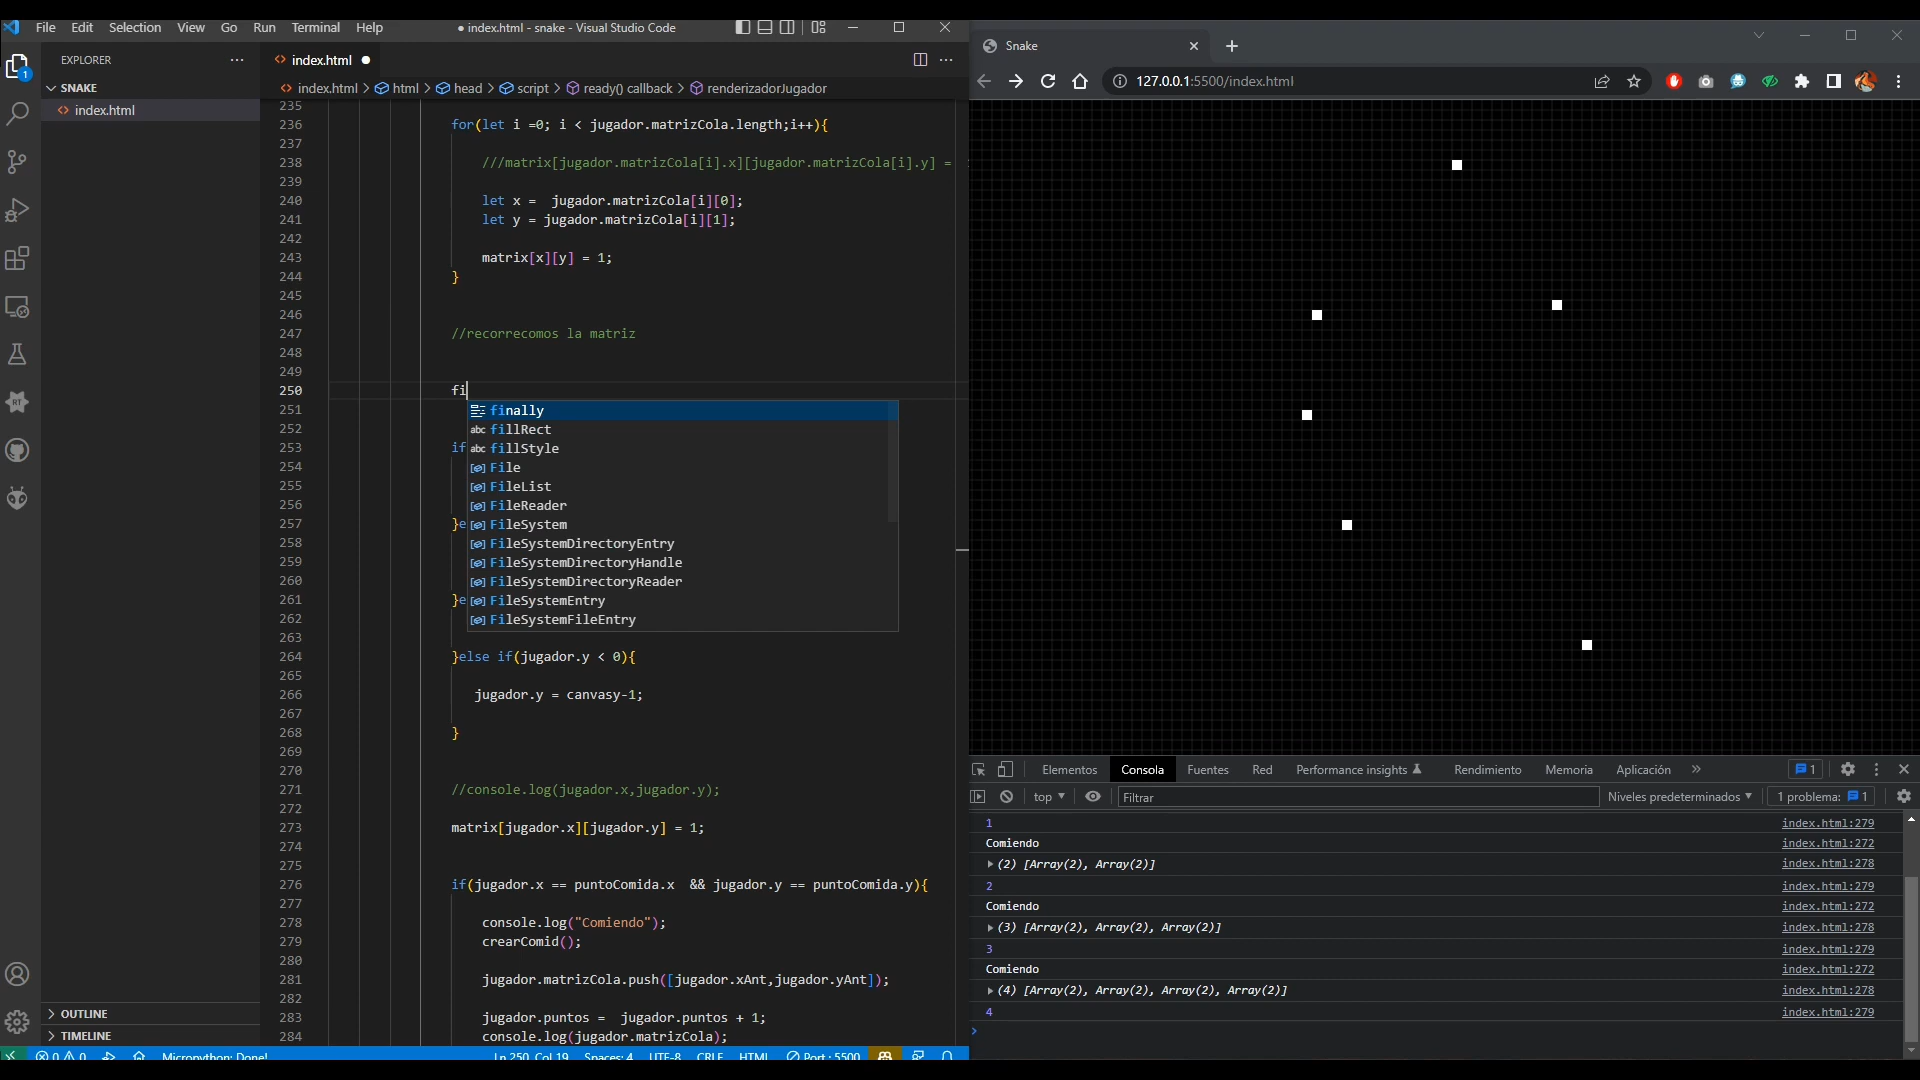 File Edit Selection View Go Run Terminal Help
● index.html - snake - Visual Studio Code
EXPLORER
SNAKE
index.html
OUTLINE
TIMELINE
index.html
index.html > html > head > script > ready() callback > renderizadorJugador
235
236 for(let i =0; i < jugador.matrizCola.length;i++){
237
238 ///matrix[jugador.matrizCola[i].x][jugador.matrizCola[i].y] =
239
240 let x =  jugador.matrizCola[i][0];
241 let y = jugador.matrizCola[i][1];
242
243 matrix[x][y] = 1;
244 }
245
246
247 //recorrecomos la matriz
248
249
250 fi
251
252
253 if
254
255
256
257 }e
258
259
260
261 }e
262
263
264 }else if(jugador.y < 0){
265
266 jugador.y = canvasy-1;
267
268 }
269
270
271 //console.log(jugador.x,jugador.y);
272
273 matrix[jugador.x][jugador.y] = 1;
274
275
276 if(jugador.x == puntoComida.x  && jugador.y == puntoComida.y){
277
278 console.log("Comiendo");
279 crearComid();
280
281 jugador.matrizCola.push([jugador.xAnt,jugador.yAnt]);
282
283 jugador.puntos =  jugador.puntos + 1;
284 console.log(jugador.matrizCola);
finally
abc fillRect
abc fillStyle
File
FileList
FileReader
FileSystem
FileSystemDirectoryEntry
FileSystemDirectoryHandle
FileSystemDirectoryReader
FileSystemEntry
FileSystemFileEntry
0 0 Micropython: Done! Ln 250, Col 19 Spaces: 4 UTF-8 CRLF HTML Port : 5500
Snake
127.0.0.1:5500/index.html
Elementos Consola Fuentes Red Performance insights Rendimiento Memoria Aplicación » 1
top Filtrar Niveles predeterminados 1 problema: 1
1 index.html:279
Comiendo index.html:272
(2) [Array(2), Array(2)] index.html:278
2 index.html:279
Comiendo index.html:272
(3) [Array(2), Array(2), Array(2)] index.html:278
3 index.html:279
Comiendo index.html:272
(4) [Array(2), Array(2), Array(2), Array(2)] index.html:278
4 index.html:279